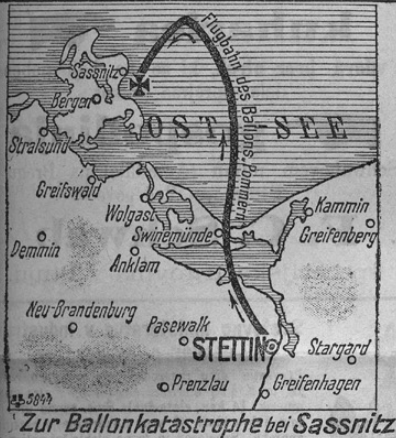 Flugbahn des Ballons „Pommern"
Sassnitz
Bergen
OST-SEE
Stralsund
Greifswald
Wolgast
Kammin
Swinemünde
Greifenberg
Demmin
Anklam
Neu-Brandenburg
Pasewalk
STETTIN
Stargard
Prenzlau
Greifenhagen
Zur Ballonkatastrophe bei Sassnitz